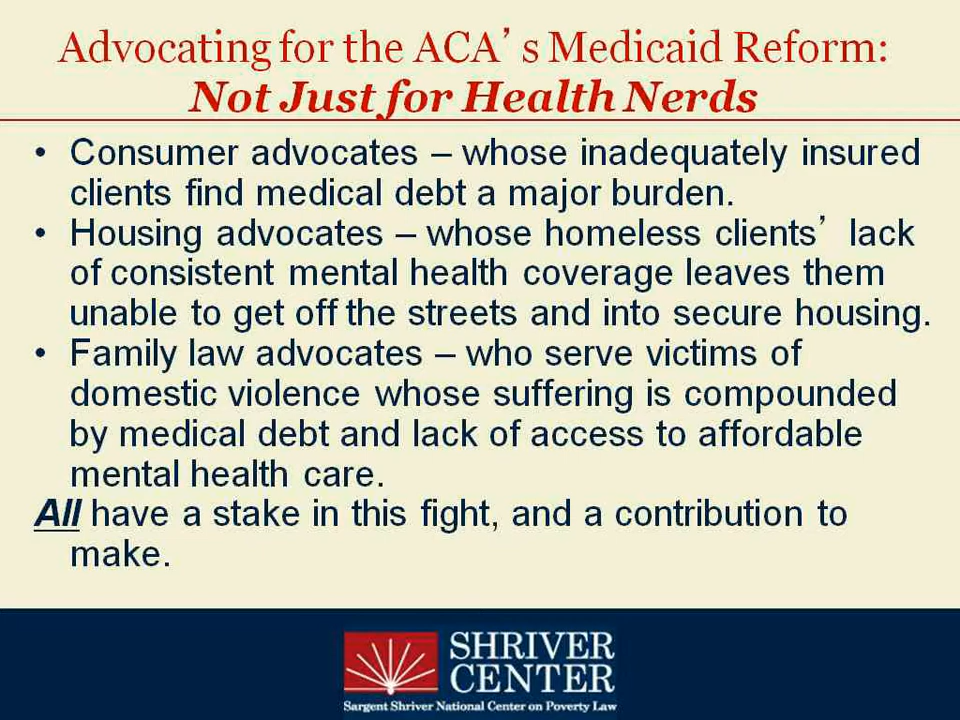 Advocating for the ACA’s Medicaid Reform:
Not Just for Health Nerds
• Consumer advocates – whose inadequately insured
clients find medical debt a major burden.
• Housing advocates – whose homeless clients’ lack
of consistent mental health coverage leaves them
unable to get off the streets and into secure housing.
• Family law advocates – who serve victims of
domestic violence whose suffering is compounded
by medical debt and lack of access to affordable
mental health care.
All have a stake in this fight, and a contribution to
make.
SHRIVER
CENTER
Sargent Shriver National Center on Poverty Law